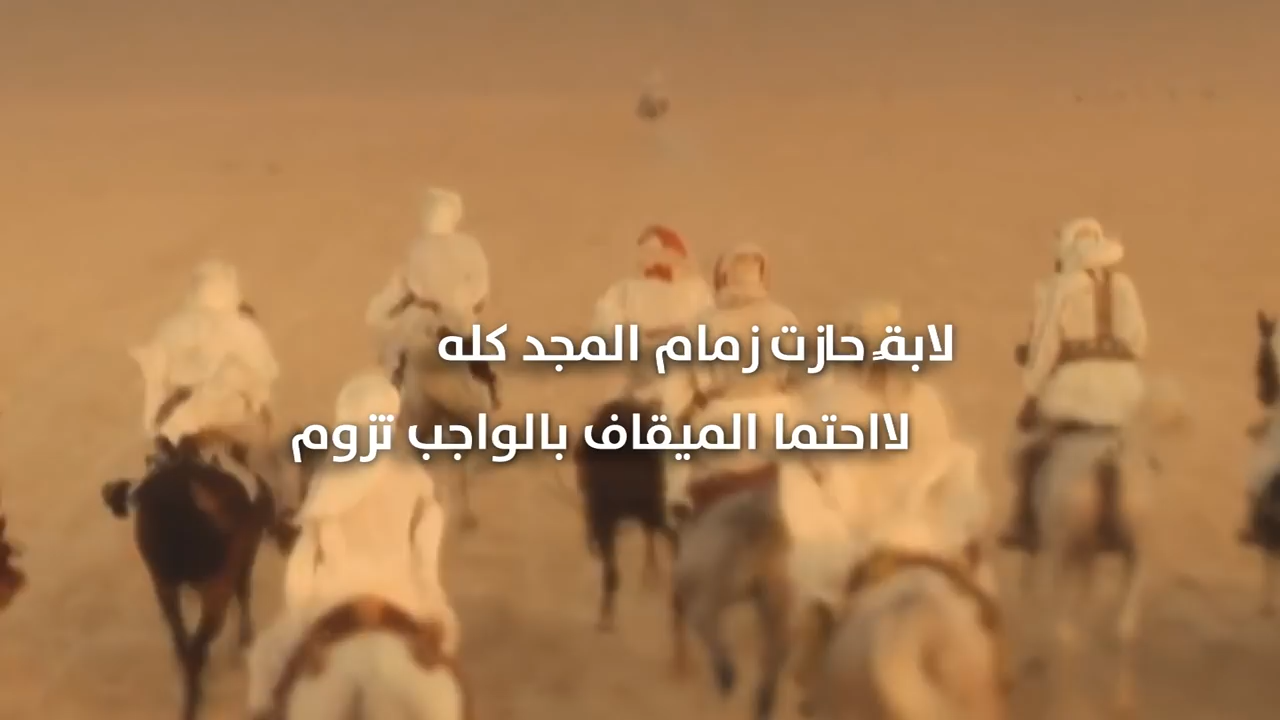 لابةٍ حازت زمام المجد كله
لااحتما الميقاف بالواجب تزوم